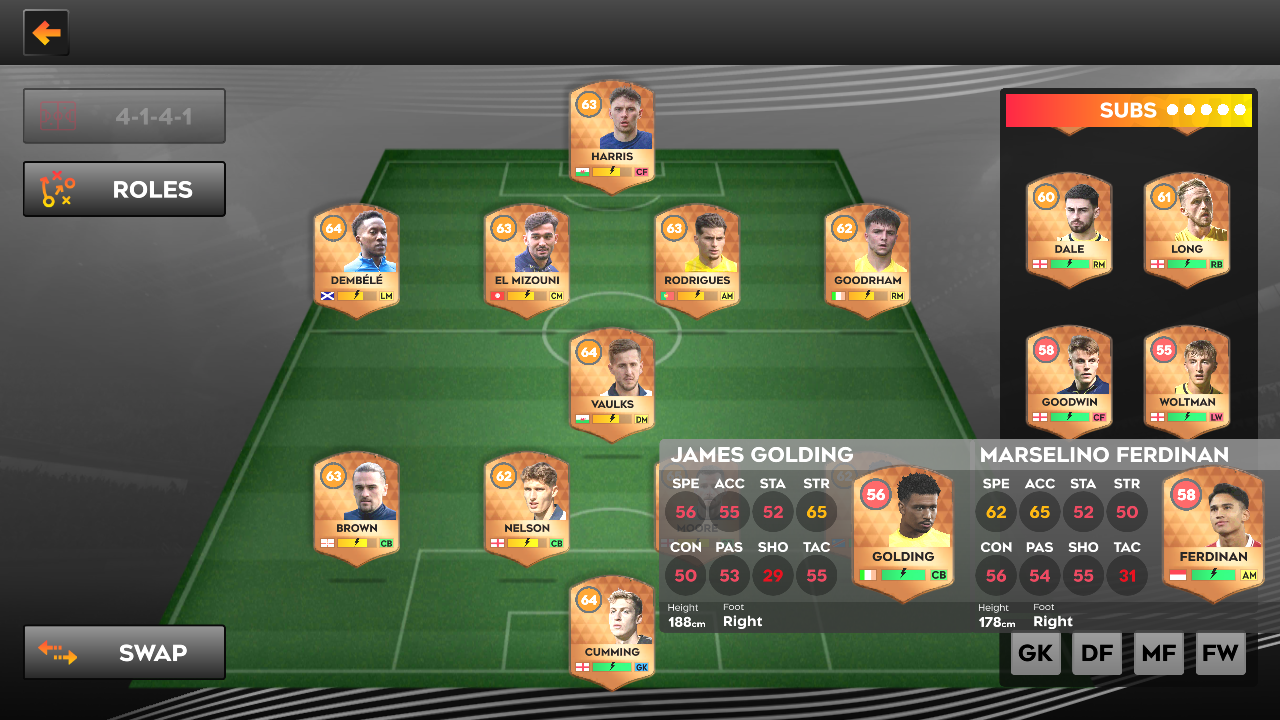 4-1-4-1
ROLES
SWAP
63
HARRIS
CF
64
DEMBÉLÉ
LM
63
EL MIZOUNI
CM
63
RODRIGUES
AM
62
GOODRHAM
RM
64
VAULKS
DM
63
BROWN
CB
62
NELSON
CB
MOORE
62
64
CUMMING
GK
SUBS
60
DALE
RM
61
LONG
RB
58
GOODWIN
CF
55
WOLTMAN
LW
JAMES GOLDING
SPE ACC STA STR
56 55 52 65
CON PAS SHO TAC
50 53 29 55
Height Foot
188cm Right
56
GOLDING
CB
MARSELINO FERDINAN
SPE ACC STA STR
62 65 52 50
CON PAS SHO TAC
56 54 55 31
Height Foot
178cm Right
58
FERDINAN
AM
GK DF MF FW